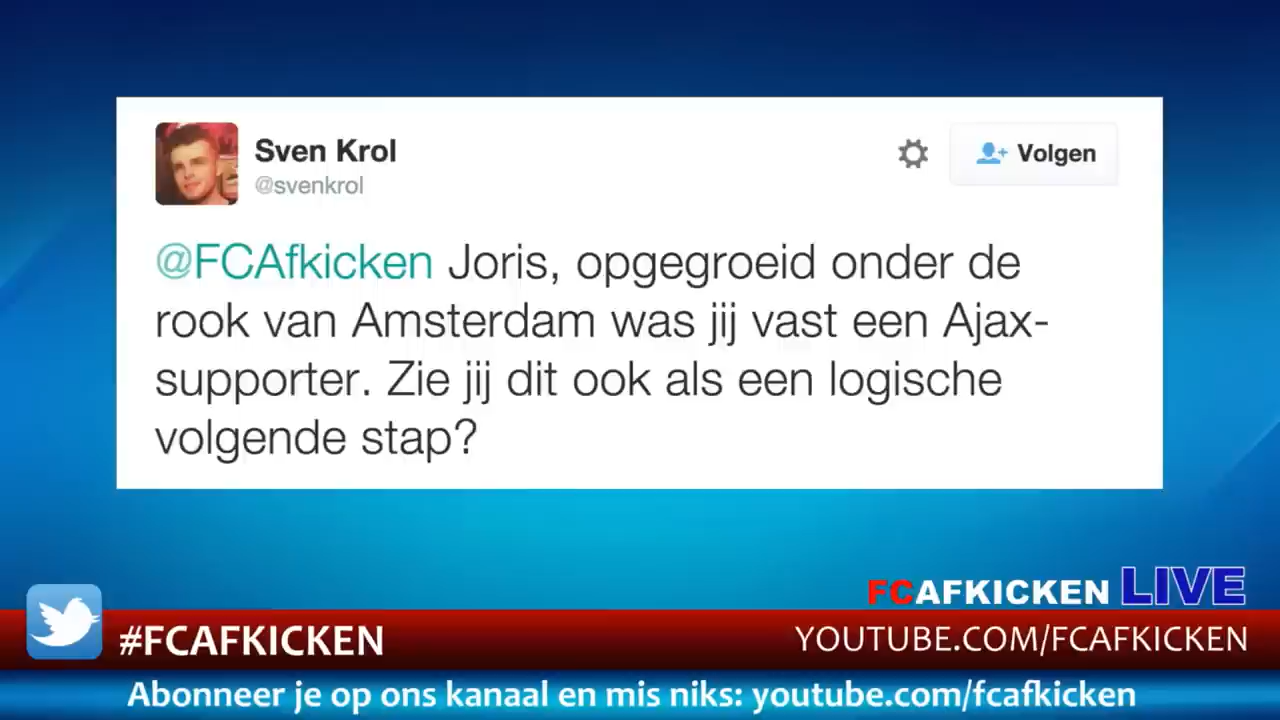 Sven Krol
@svenkrol
Volgen
@FCAfkicken Joris, opgegroeid onder de
rook van Amsterdam was jij vast een Ajax-
supporter. Zie jij dit ook als een logische
volgende stap?
FCAFKICKEN LIVE
#FCAFKICKEN
YOUTUBE.COM/FCAFKICKEN
Abonneer je op ons kanaal en mis niks: youtube.com/fcafkicken